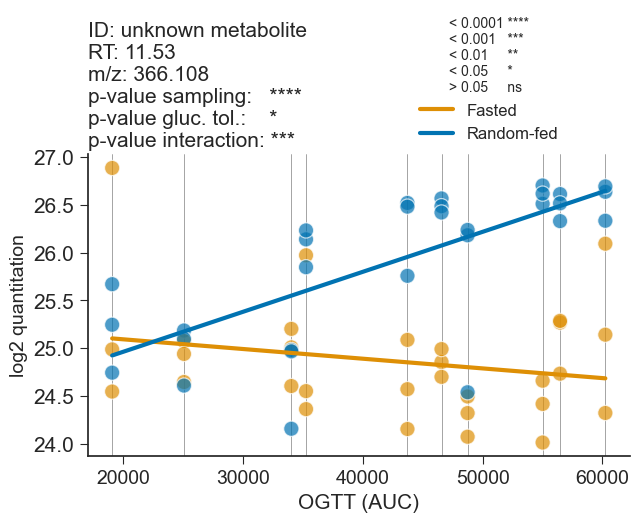 ID: unknown metabolite
RT: 11.53
m/z: 366.108
p-value sampling: ****
p-value gluc. tol.: *
p-value interaction: ***
< 0.0001 ****
< 0.001 ***
< 0.01 **
< 0.05 *
> 0.05 ns
Fasted
Random-fed
27.0
26.5
26.0
25.5
25.0
24.5
24.0
log2 quantitation
20000 30000 40000 50000 60000
OGTT (AUC)